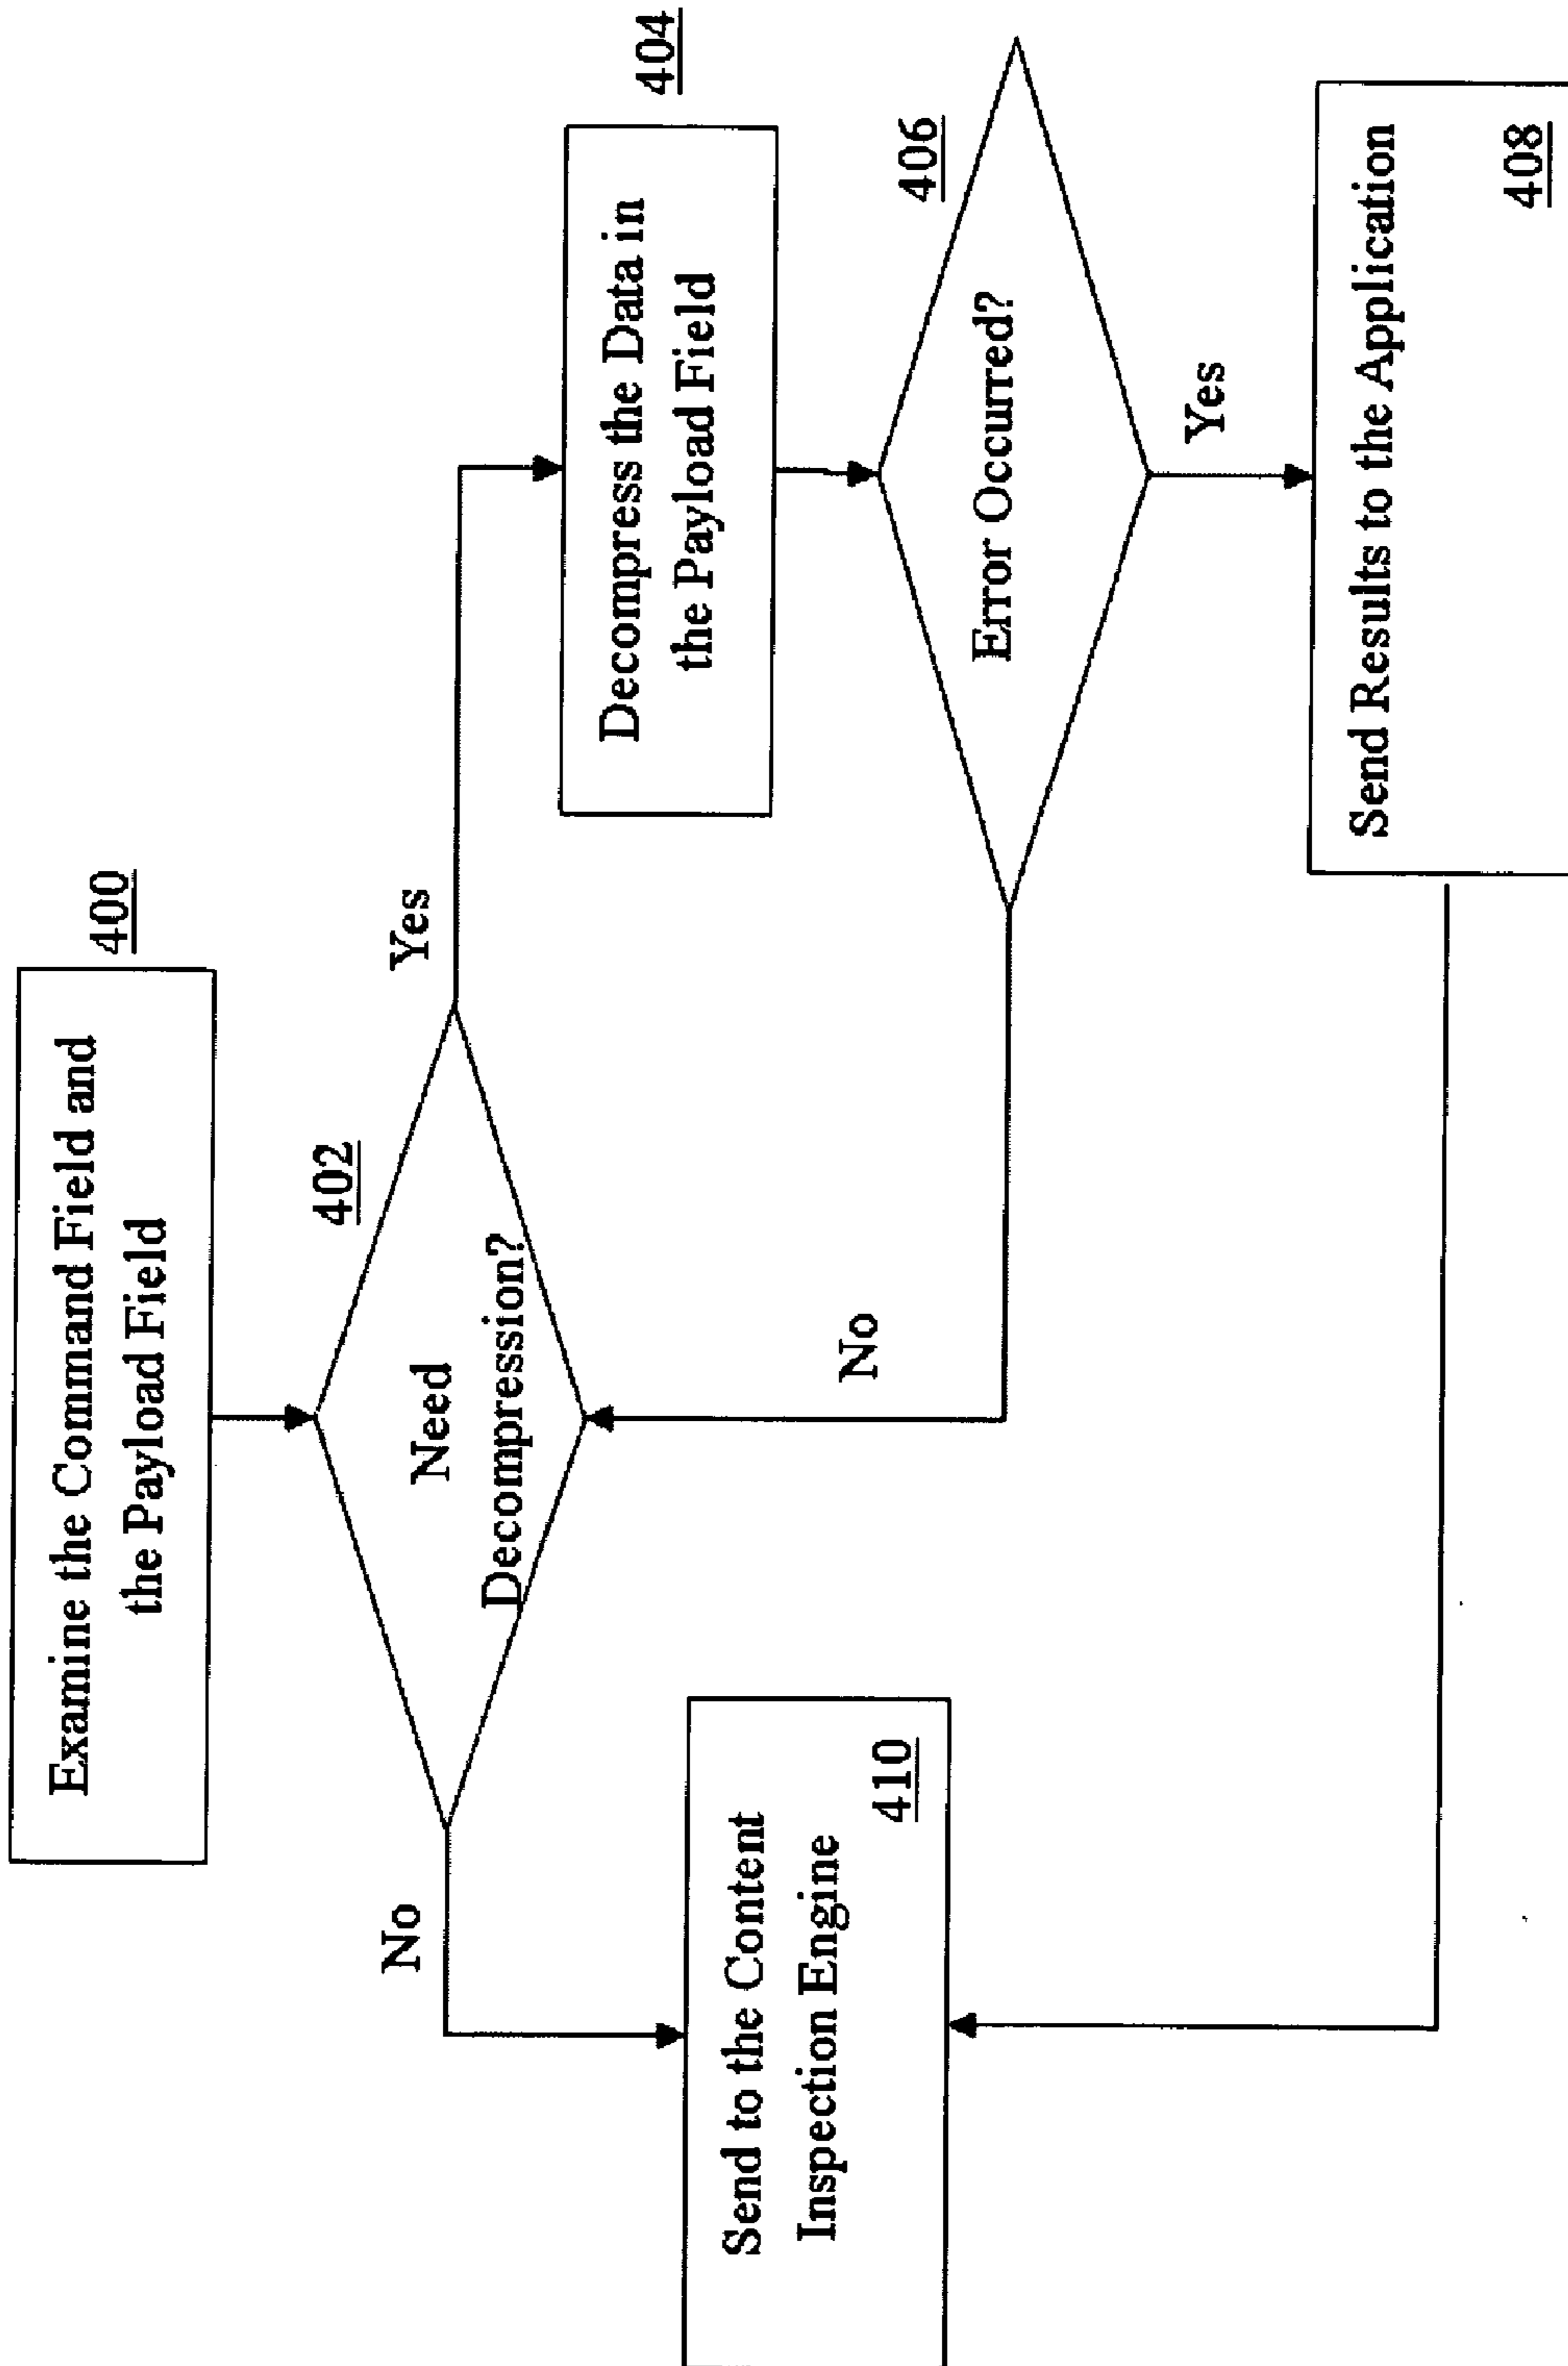 Examine the Command Field and
the Payload Field
400
402
Need
Decompression?
Yes
No
404
Decompress the Data in
the Payload Field
406
Error Occurred?
No
Yes
Send Results to the Application
408
Send to the Content
Inspection Engine
410